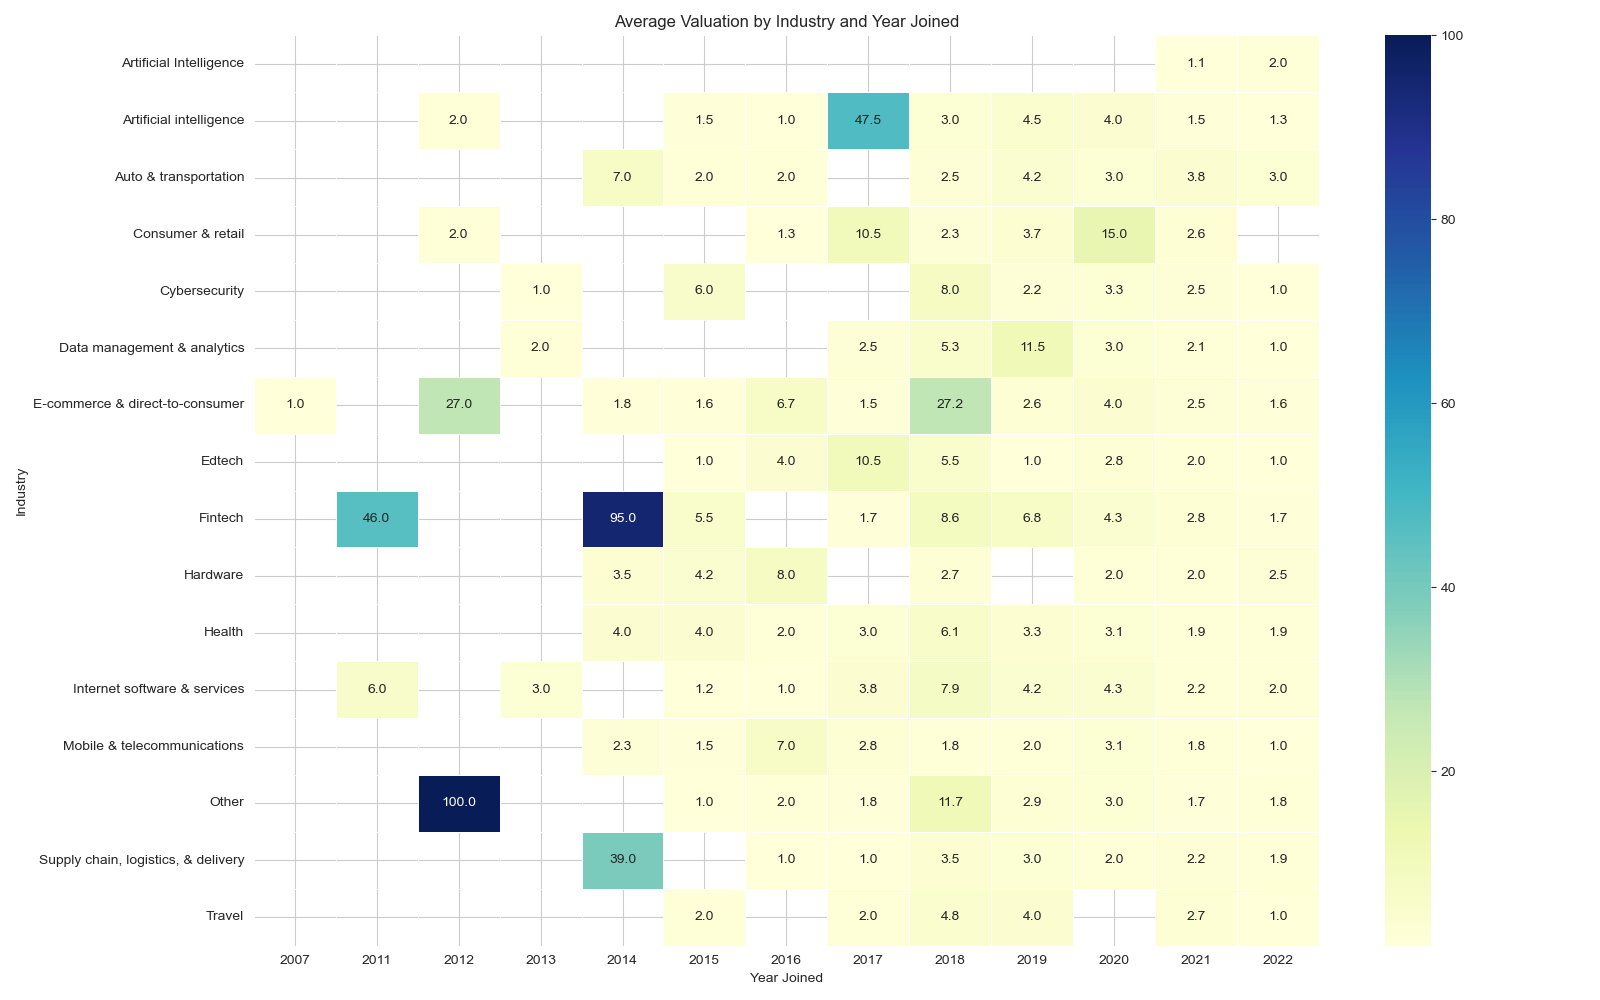 Average Valuation by Industry and Year Joined
Artificial Intelligence 1.1 2.0
Artificial intelligence 2.0 1.5 1.0 47.5 3.0 4.5 4.0 1.5 1.3
Auto & transportation 7.0 2.0 2.0 2.5 4.2 3.0 3.8 3.0
Consumer & retail 2.0 1.3 10.5 2.3 3.7 15.0 2.6
Cybersecurity 1.0 6.0 8.0 2.2 3.3 2.5 1.0
Data management & analytics 2.0 2.5 5.3 11.5 3.0 2.1 1.0
E-commerce & direct-to-consumer 1.0 27.0 1.8 1.6 6.7 1.5 27.2 2.6 4.0 2.5 1.6
Edtech 1.0 4.0 10.5 5.5 1.0 2.8 2.0 1.0
Fintech 46.0 95.0 5.5 1.7 8.6 6.8 4.3 2.8 1.7
Hardware 3.5 4.2 8.0 2.7 2.0 2.0 2.5
Health 4.0 4.0 2.0 3.0 6.1 3.3 3.1 1.9 1.9
Internet software & services 6.0 3.0 1.2 1.0 3.8 7.9 4.2 4.3 2.2 2.0
Mobile & telecommunications 2.3 1.5 7.0 2.8 1.8 2.0 3.1 1.8 1.0
Other 100.0 1.0 2.0 1.8 11.7 2.9 3.0 1.7 1.8
Supply chain, logistics, & delivery 39.0 1.0 1.0 3.5 3.0 2.0 2.2 1.9
Travel 2.0 2.0 4.8 4.0 2.7 1.0
2007 2011 2012 2013 2014 2015 2016 2017 2018 2019 2020 2021 2022
Year Joined
Industry
100
80
60
40
20